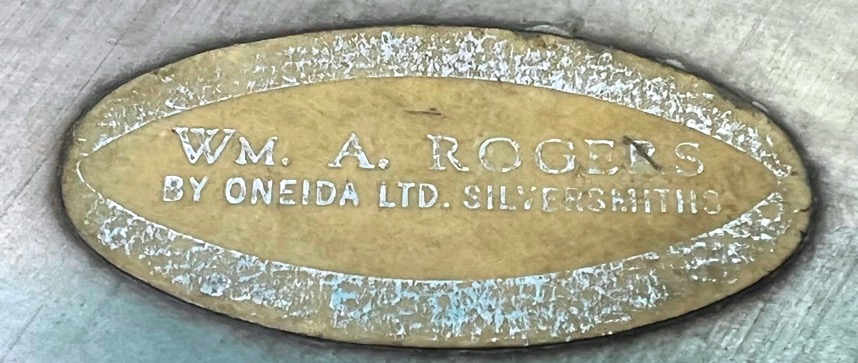 WM. A. ROGERS
BY ONEIDA LTD. SILVERSMITHS